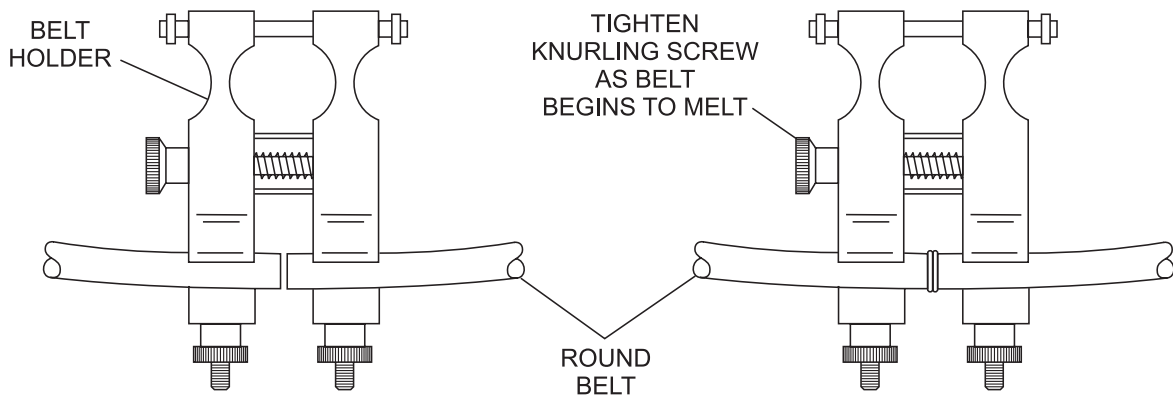 BELT
HOLDER
TIGHTEN
KNURLING SCREW
AS BELT
BEGINS TO MELT
ROUND
BELT